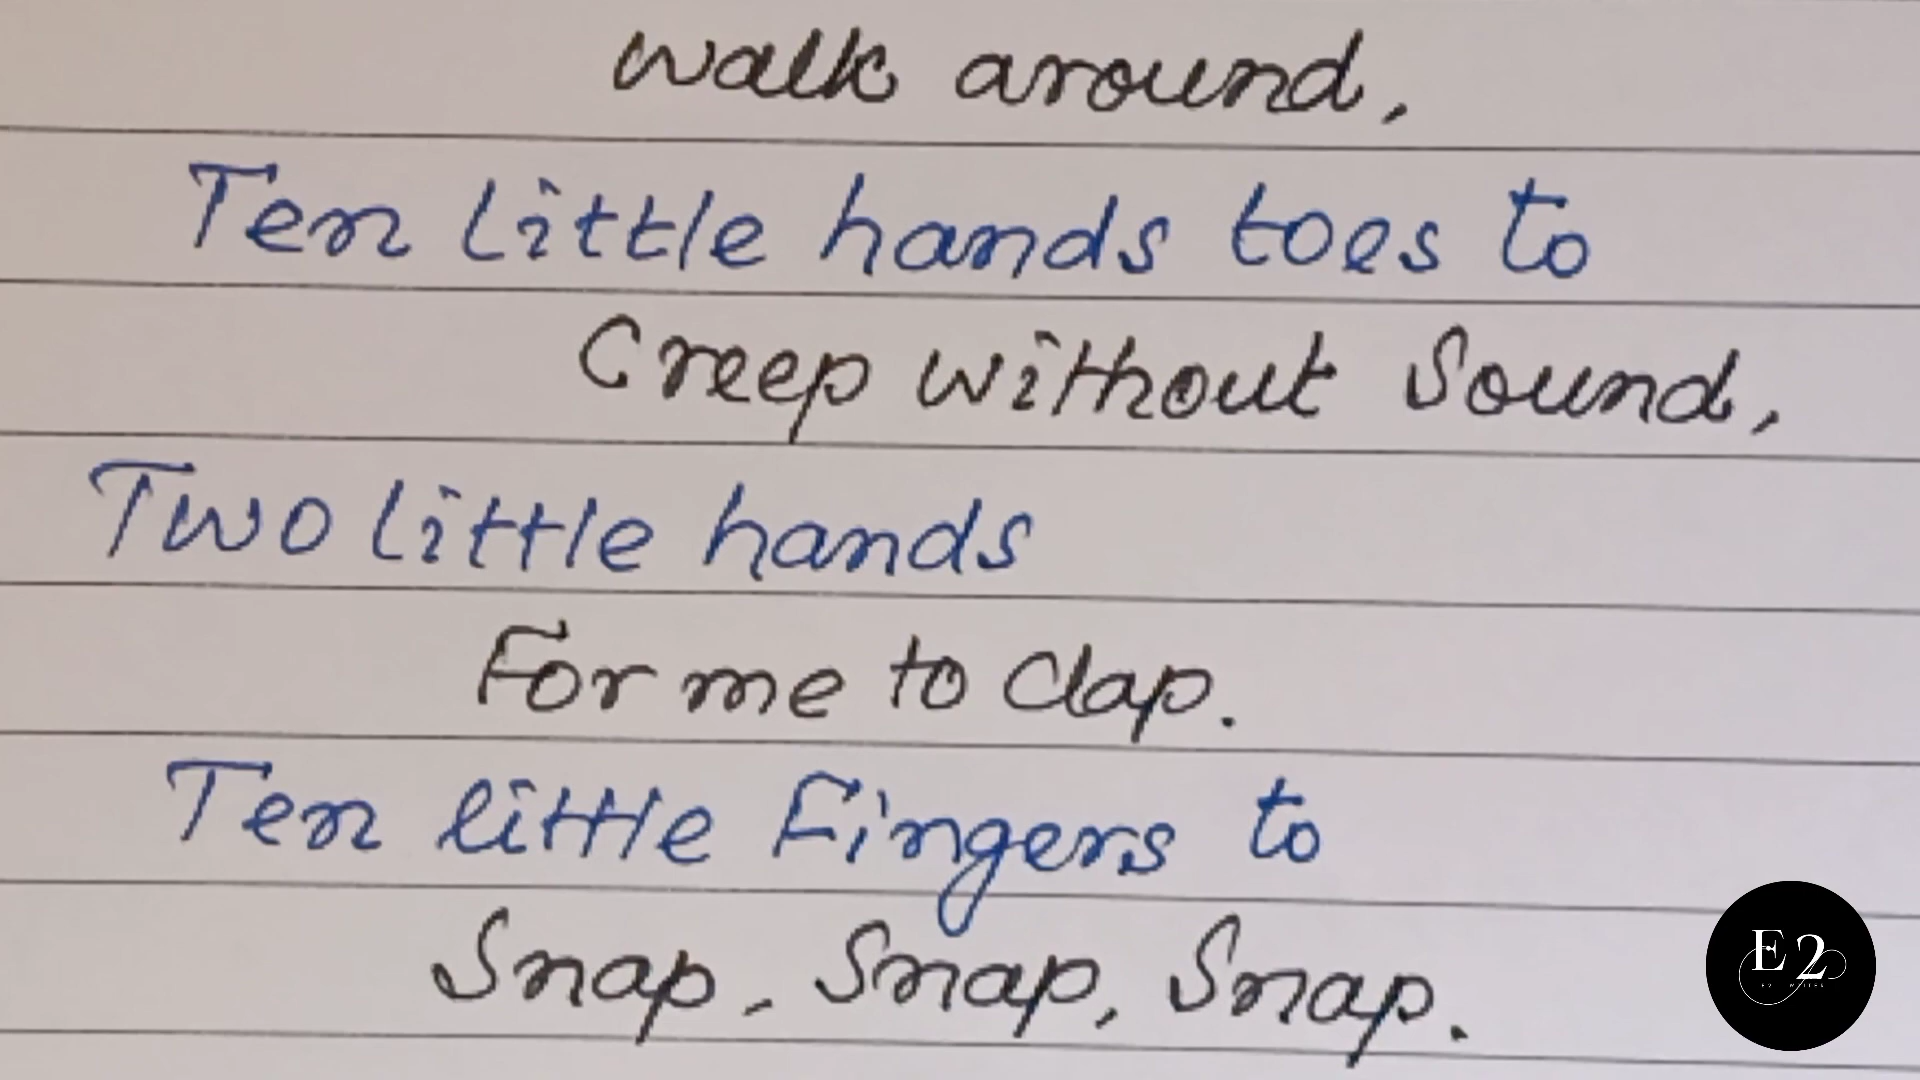 walk around,
Ten little hands toes to
Creep without Sound,
Two little hands
For me to Clap.
Ten little Fingers to
Snap, Snap, Snap.
E2